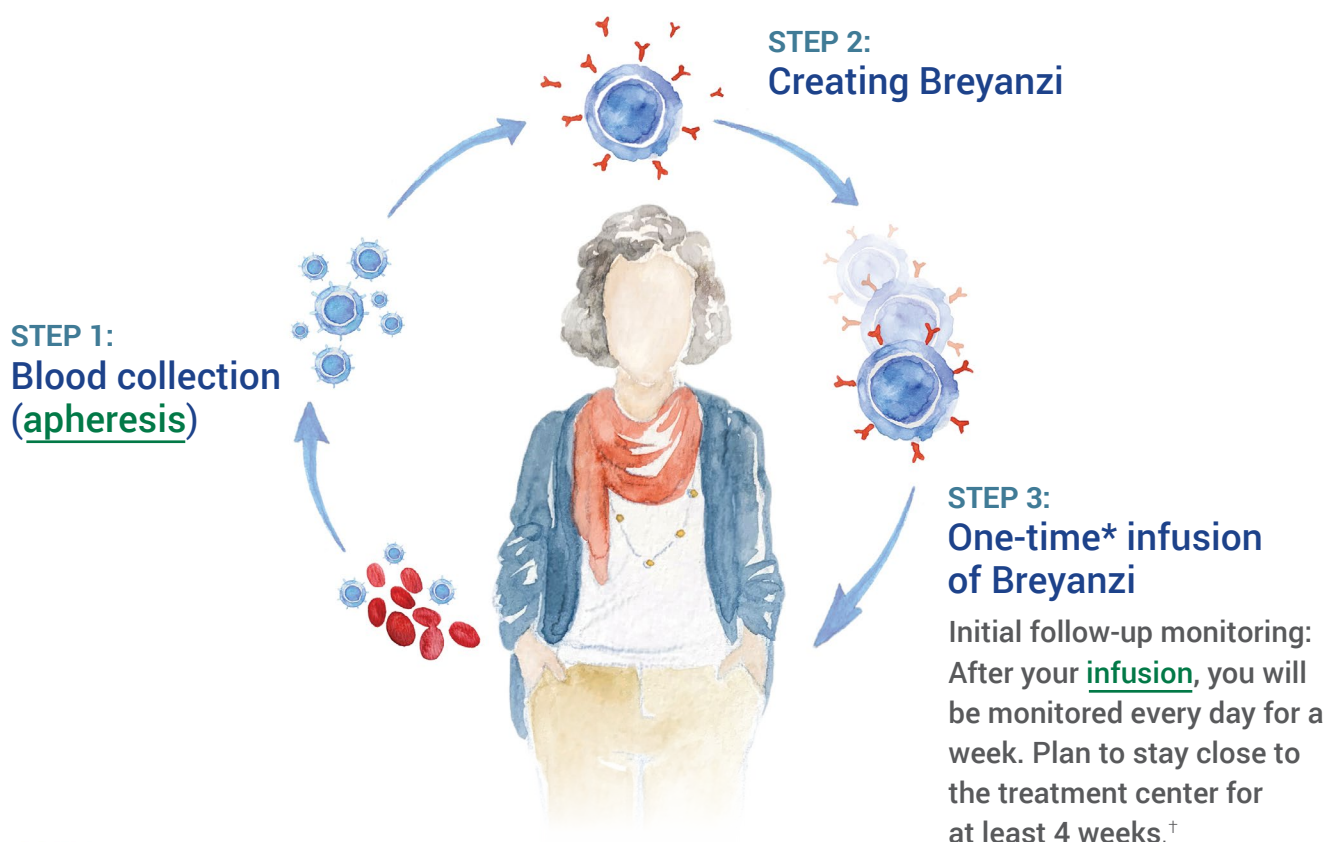 STEP 1:
Blood collection
(apheresis)
STEP 2:
Creating Breyanzi
STEP 3:
One-time* infusion
of Breyanzi
Initial follow-up monitoring:
After your infusion, you will
be monitored every day for a
week. Plan to stay close to
the treatment center for
at least 4 weeks.†